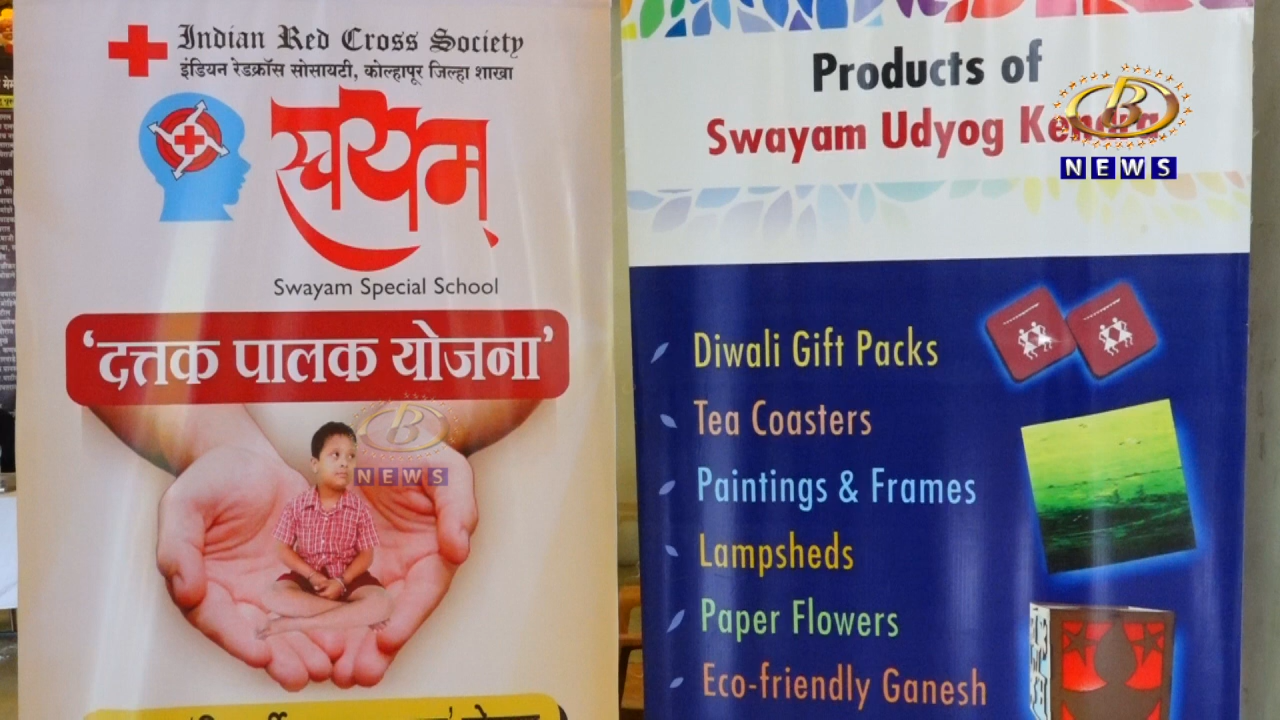 Indian Red Cross Society
इंडियन रेडक्रॉस सोसायटी, कोल्हापूर जिल्हा शाखा
स्वयम्
Swayam Special School
‘दत्तक पालक योजना’
B
NEWS
Products of
Swayam Udyog Kendra
B
NEWS
Diwali Gift Packs
Tea Coasters
Paintings & Frames
Lampsheds
Paper Flowers
Eco-friendly Ganesh